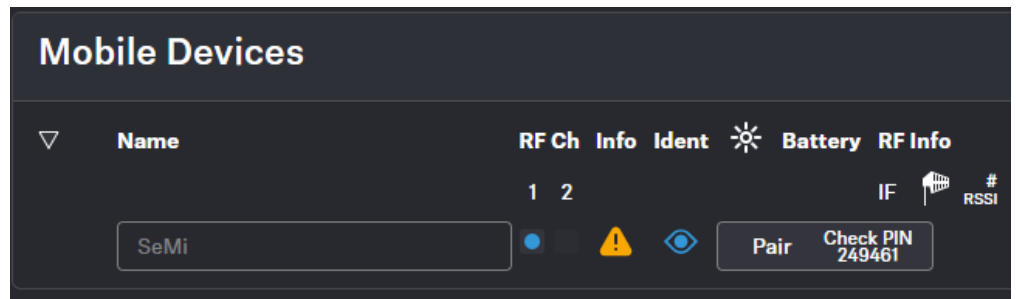 Mobile Devices
Name RF Ch Info Ident Battery RF Info
1 2 IF # RSSI
SeMi Pair Check PIN 249461